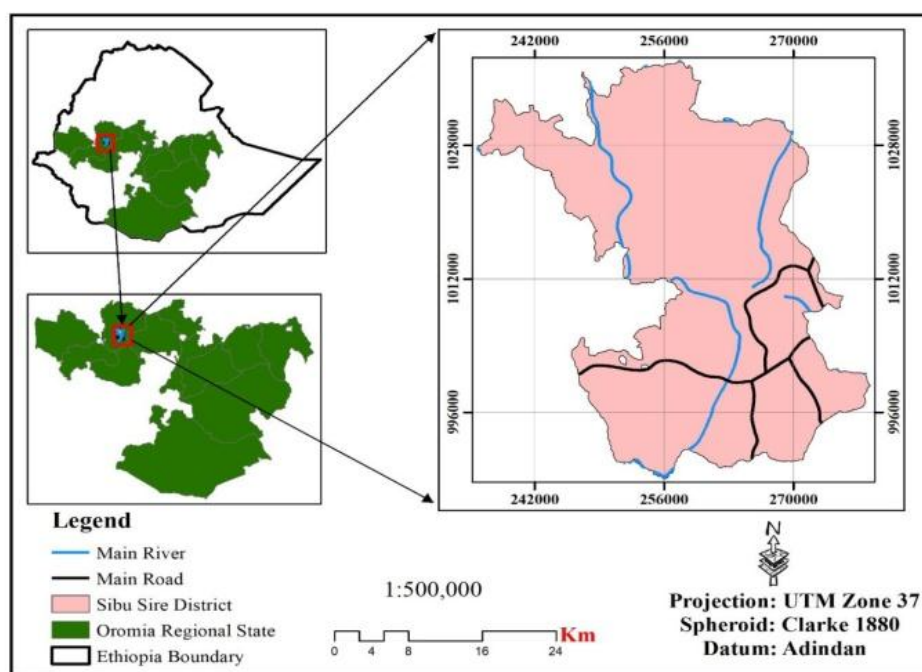 242000 256000 270000
1028000 1028000
1012000 1012000
996000 996000
242000 256000 270000
Legend
Main River
Main Road
Sibu Sire District
Oromia Regional State
Ethiopia Boundary
1:500,000
0 4 8 16 24 Km
N
Projection: UTM Zone 37
Spheroid: Clarke 1880
Datum: Adindan